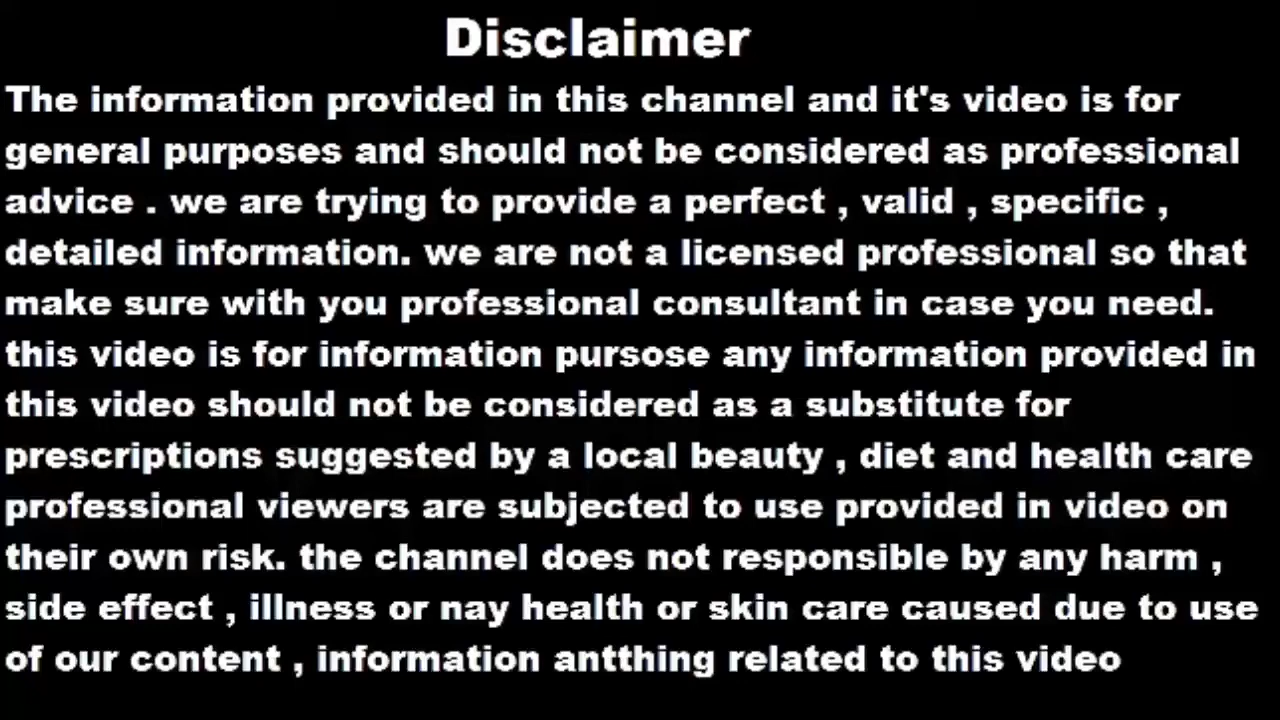 Disclaimer
The information provided in this channel and it's video is for
general purposes and should not be considered as professional
advice . we are trying to provide a perfect , valid , specific ,
detailed information. we are not a licensed professional so that
make sure with you professional consultant in case you need.
this video is for information pursose any information provided in
this video should not be considered as a substitute for
prescriptions suggested by a local beauty , diet and health care
professional viewers are subjected to use provided in video on
their own risk. the channel does not responsible by any harm ,
side effect , illness or nay health or skin care caused due to use
of our content , information antthing related to this video